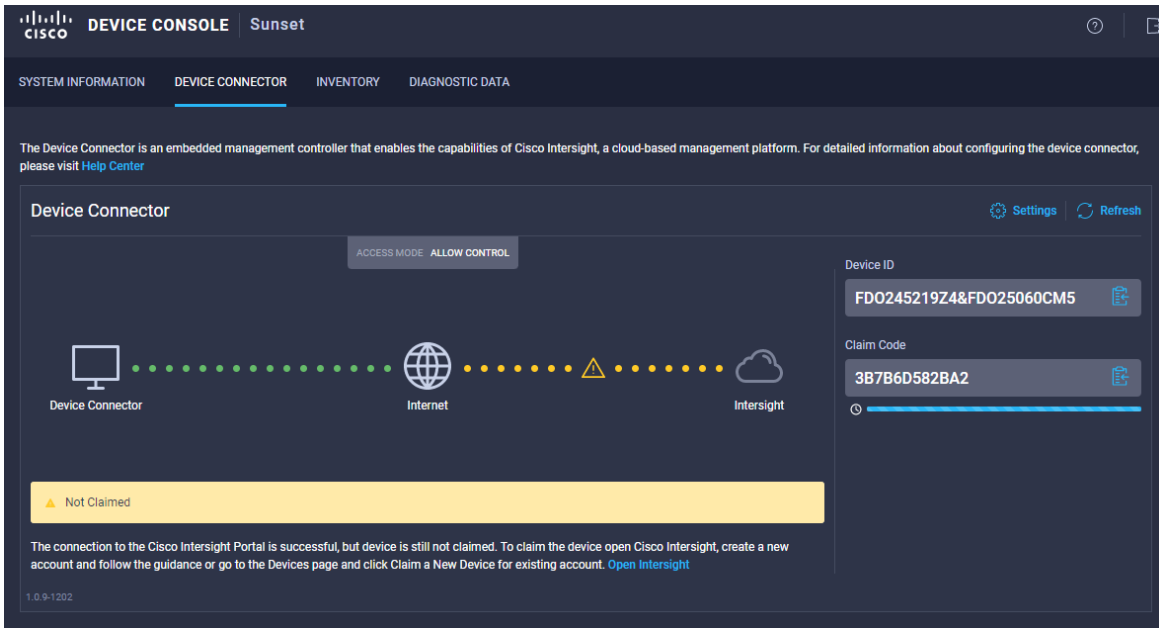 CISCO DEVICE CONSOLE Sunset
SYSTEM INFORMATION DEVICE CONNECTOR INVENTORY DIAGNOSTIC DATA
The Device Connector is an embedded management controller that enables the capabilities of Cisco Intersight, a cloud-based management platform. For detailed information about configuring the device connector,
please visit Help Center
Device Connector
Settings Refresh
ACCESS MODE ALLOW CONTROL
Device Connector
Internet
Intersight
Not Claimed
The connection to the Cisco Intersight Portal is successful, but device is still not claimed. To claim the device open Cisco Intersight, create a new
account and follow the guidance or go to the Devices page and click Claim a New Device for existing account. Open Intersight
1.0.9-1202
Device ID
FDO245219Z4&FDO25060CM5
Claim Code
3B7B6D582BA2